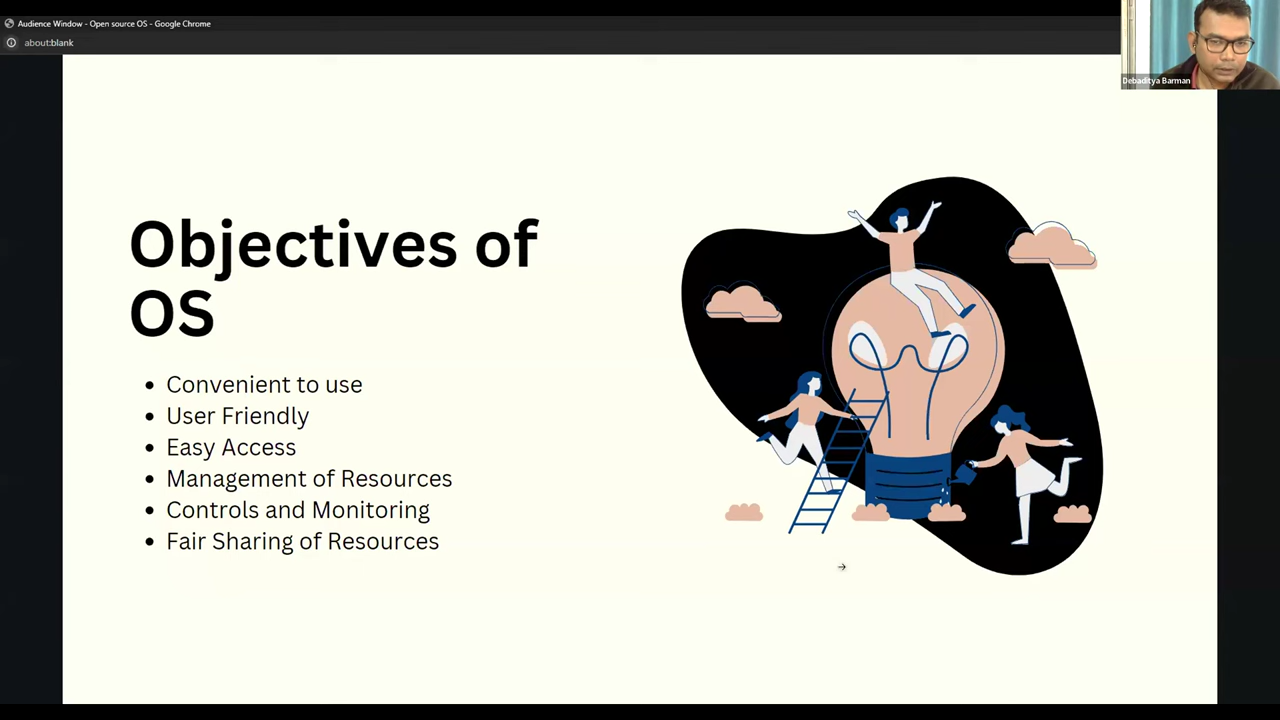 Audience Window - Open source OS - Google Chrome
about:blank
Debaditya Barman
Objectives of
OS
• Convenient to use
• User Friendly
• Easy Access
• Management of Resources
• Controls and Monitoring
• Fair Sharing of Resources